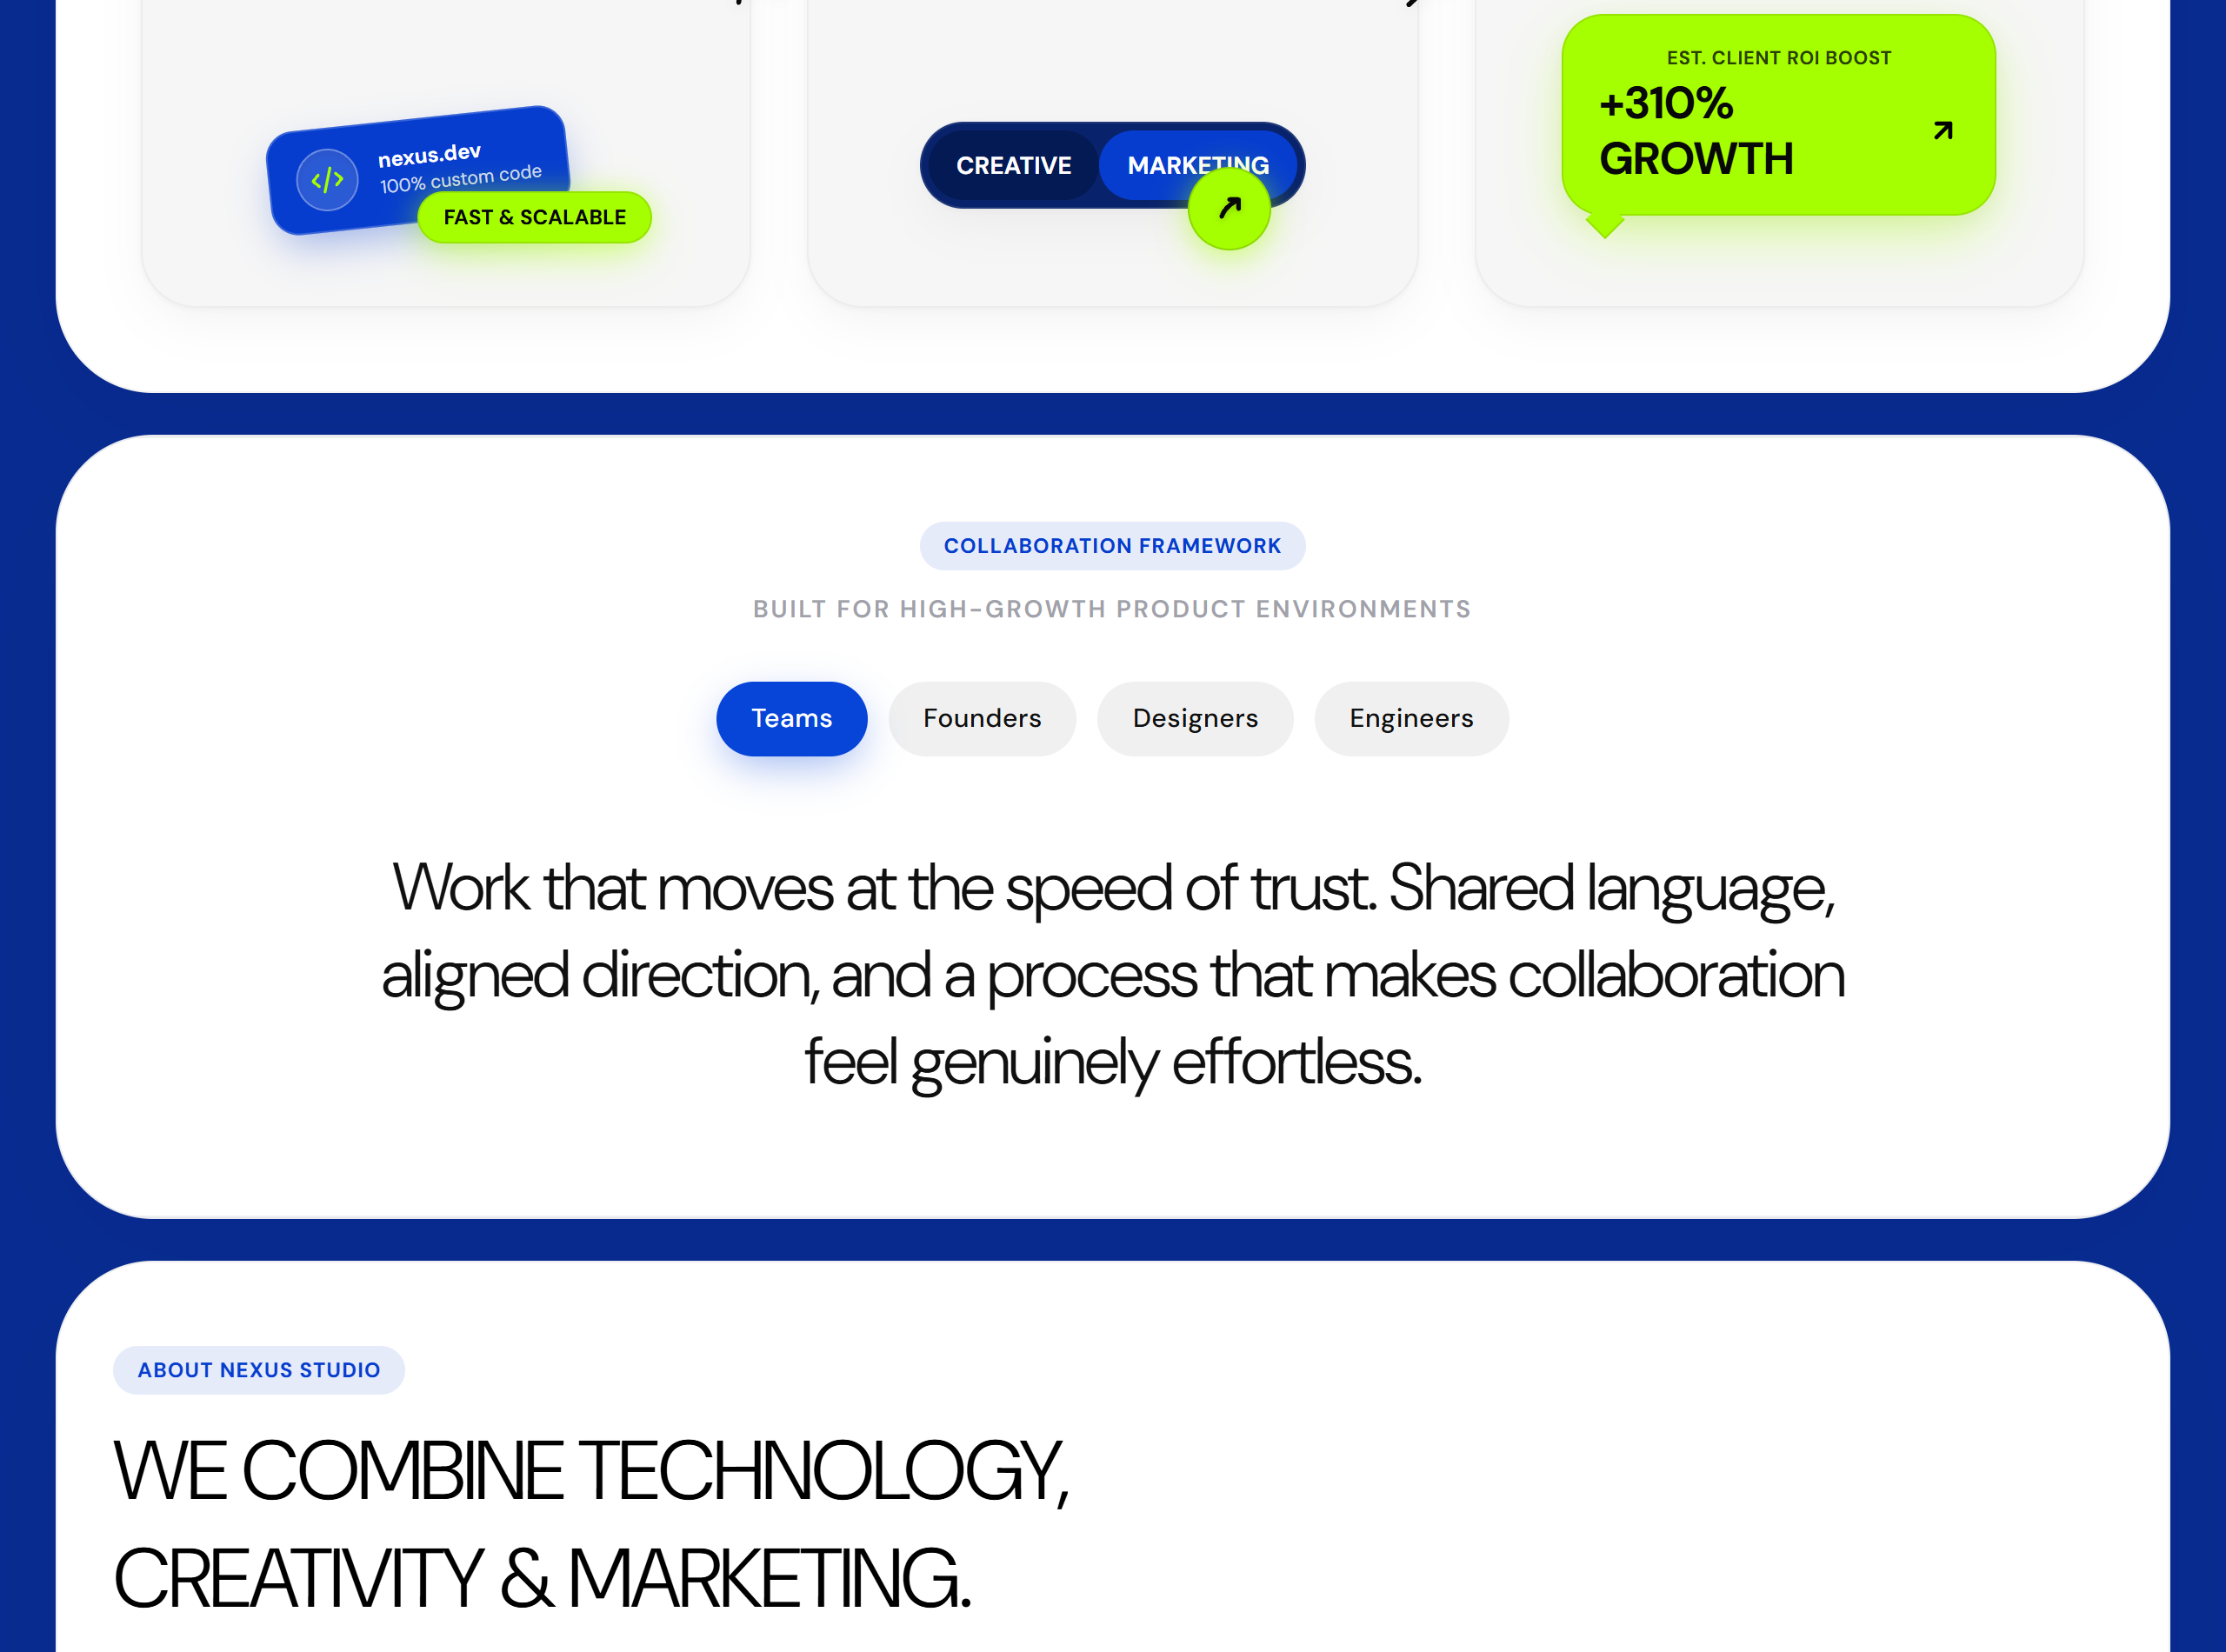 nexus.dev
100% custom code
FAST & SCALABLE
CREATIVE
MARKETING
EST. CLIENT ROI BOOST
+310%
GROWTH
COLLABORATION FRAMEWORK
BUILT FOR HIGH-GROWTH PRODUCT ENVIRONMENTS
Teams
Founders
Designers
Engineers
Work that moves at the speed of trust. Shared language,
aligned direction, and a process that makes collaboration
feel genuinely effortless.
ABOUT NEXUS STUDIO
WE COMBINE TECHNOLOGY,
CREATIVITY & MARKETING.